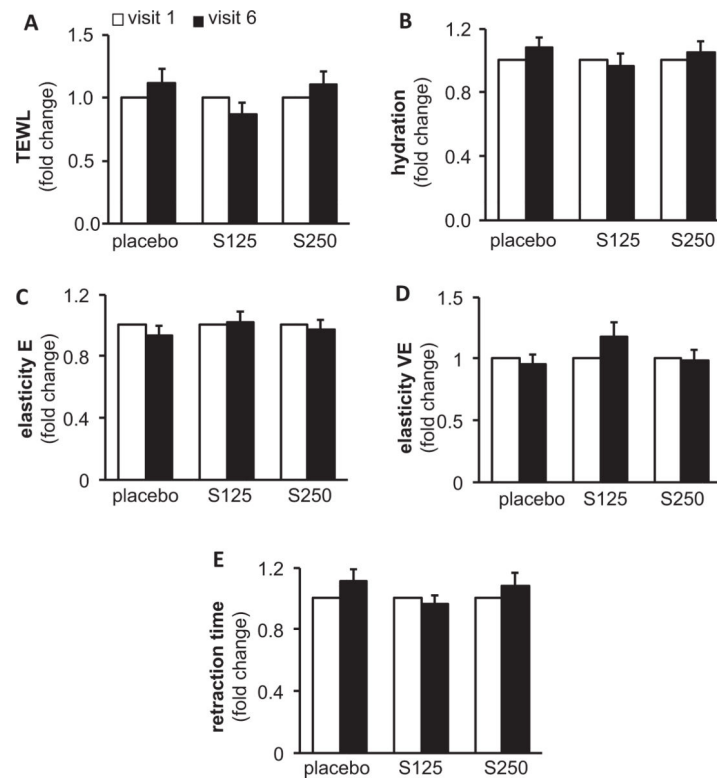 A
visit 1 visit 6
TEWL
(fold change)
1.5
1.0
0.5
0.0
placebo S125 S250
B
hydration
(fold change)
1.2
0.8
0.4
0.0
placebo S125 S250
C
elasticity E
(fold change)
1.2
0.8
0.4
0
placebo S125 S250
D
elasticity VE
(fold change)
1.5
1
0.5
0
placebo S125 S250
E
retraction time
(fold change)
1.2
0.8
0.4
0
placebo S125 S250